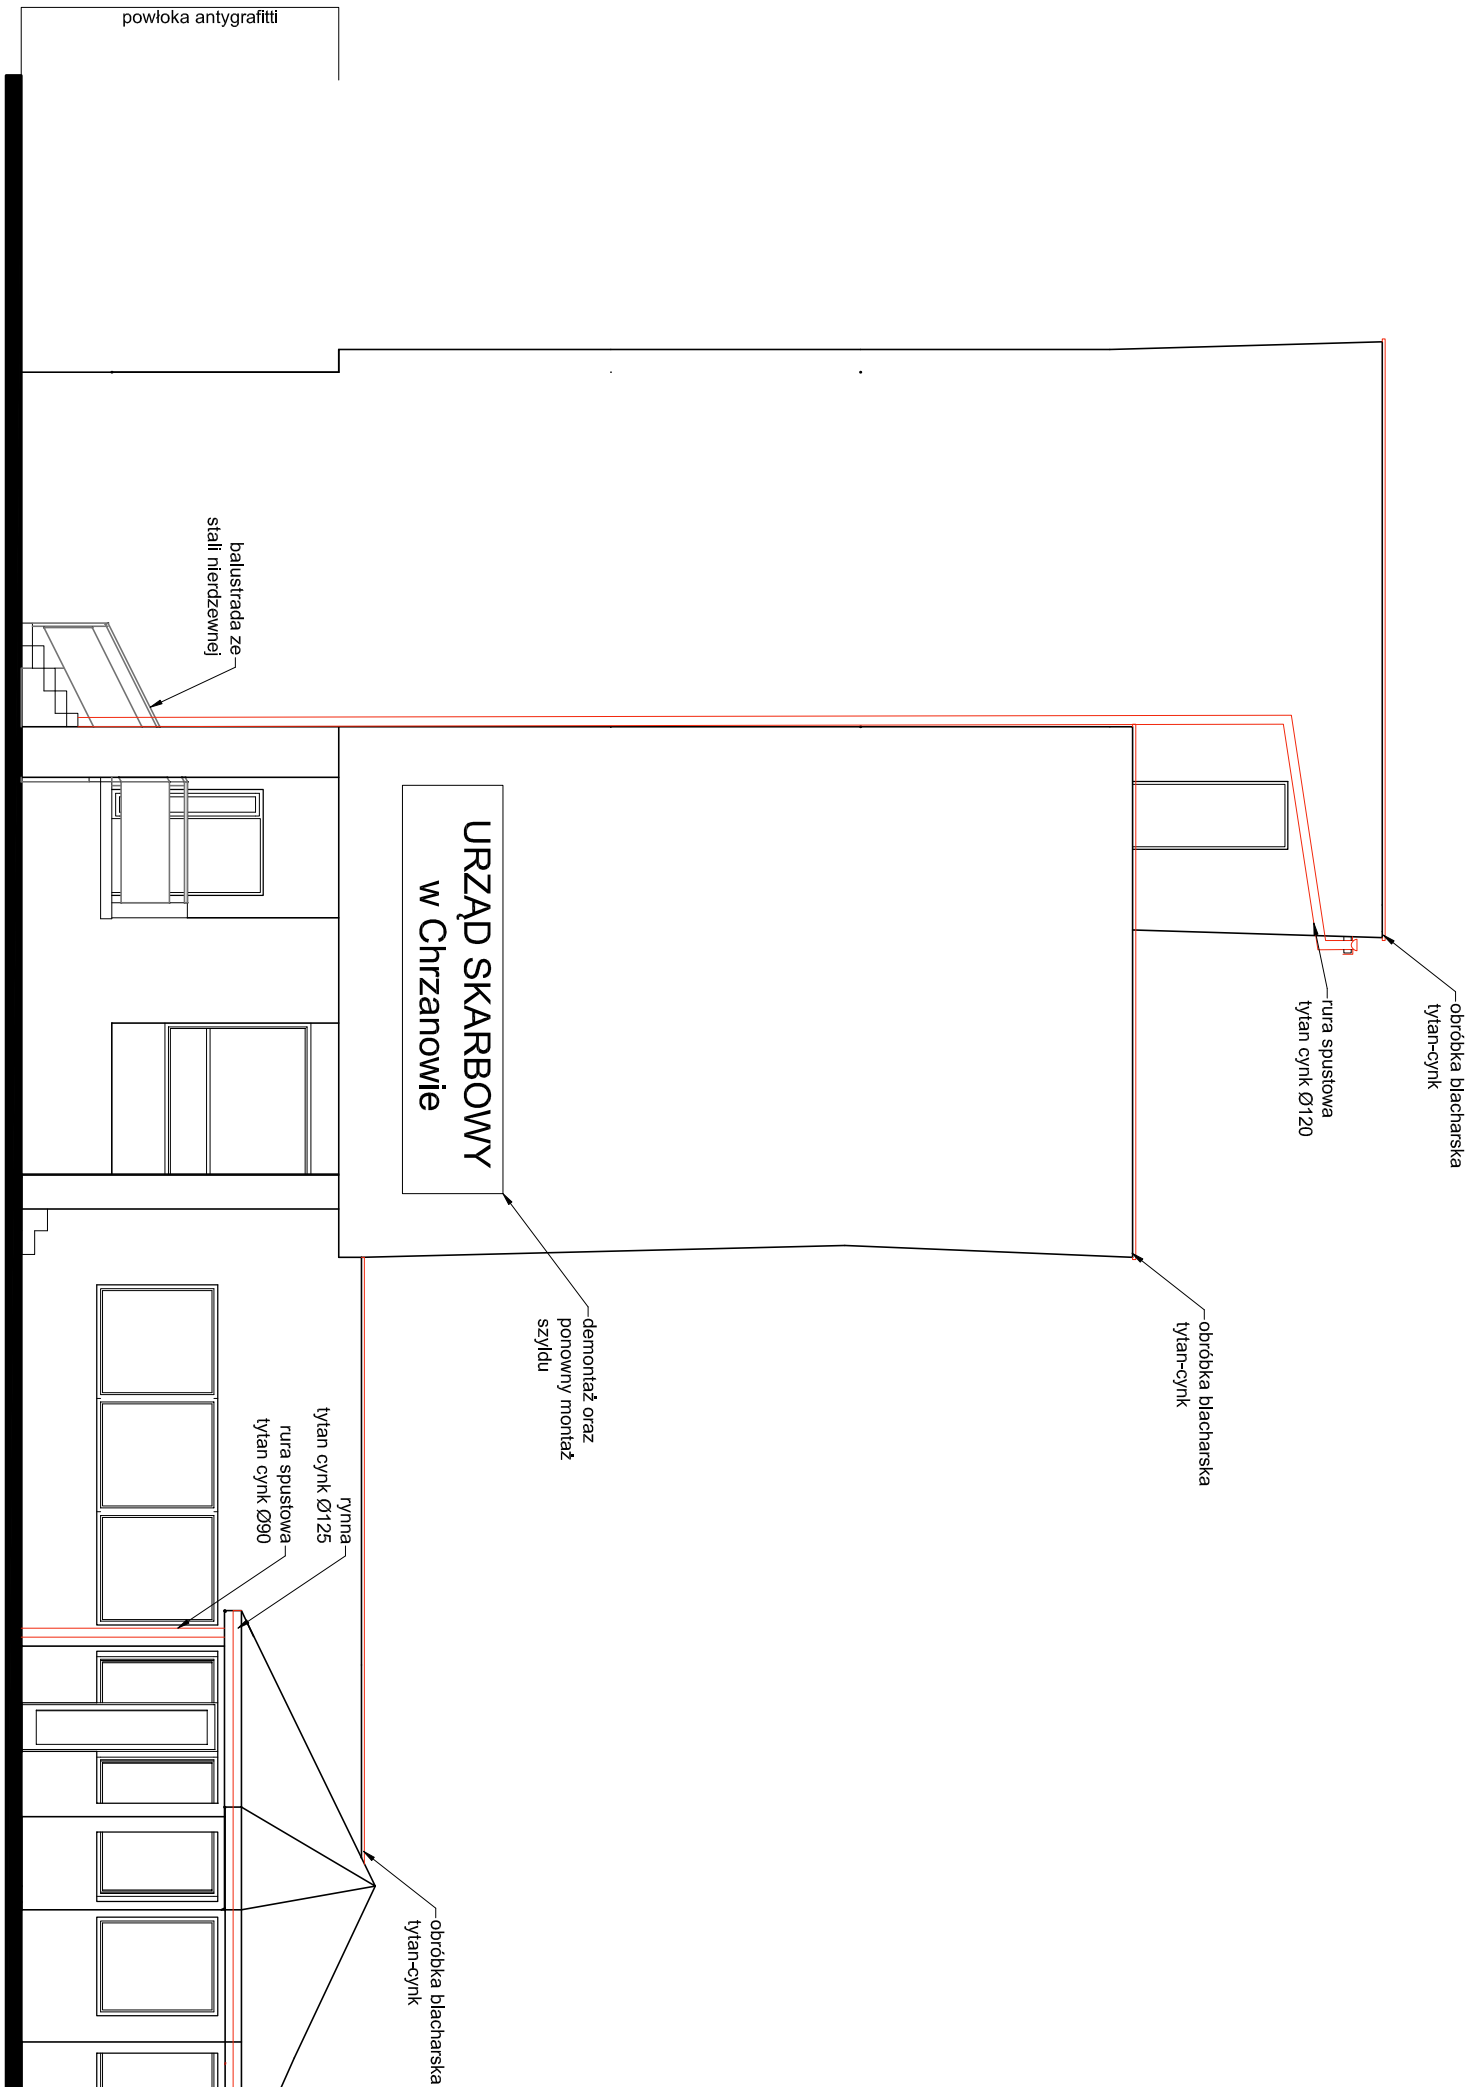 powłoka antygrafitti
obróbka blacharska
tytan-cynk
rura spustowa
tytan cynk Ø120
balustrada ze
stali nierdzewnej
URZĄD SKARBOWY
w Chrzanowie
obróbka blacharska
tytan-cynk
demontaż oraz
ponowny montaż
szyldu
rynna
tytan cynk Ø125
rura spustowa
tytan cynk Ø90
obróbka blacharska
tytan-cynk